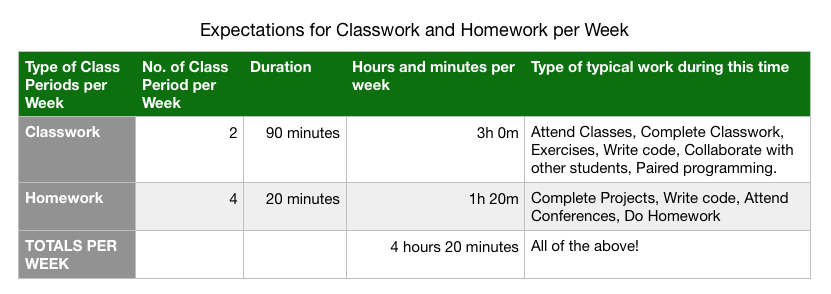 Expectations for Classwork and Homework per Week
Type of Class
Periods per
Week
No. of Class
Period per
Week
Duration
Hours and minutes per
week
Type of typical work during this time
Classwork
2
90 minutes
3h 0m
Attend Classes, Complete Classwork,
Exercises, Write code, Collaborate with
other students, Paired programming.
Homework
4
20 minutes
1h 20m
Complete Projects, Write code, Attend
Conferences, Do Homework
TOTALS PER
WEEK
4 hours 20 minutes
All of the above!